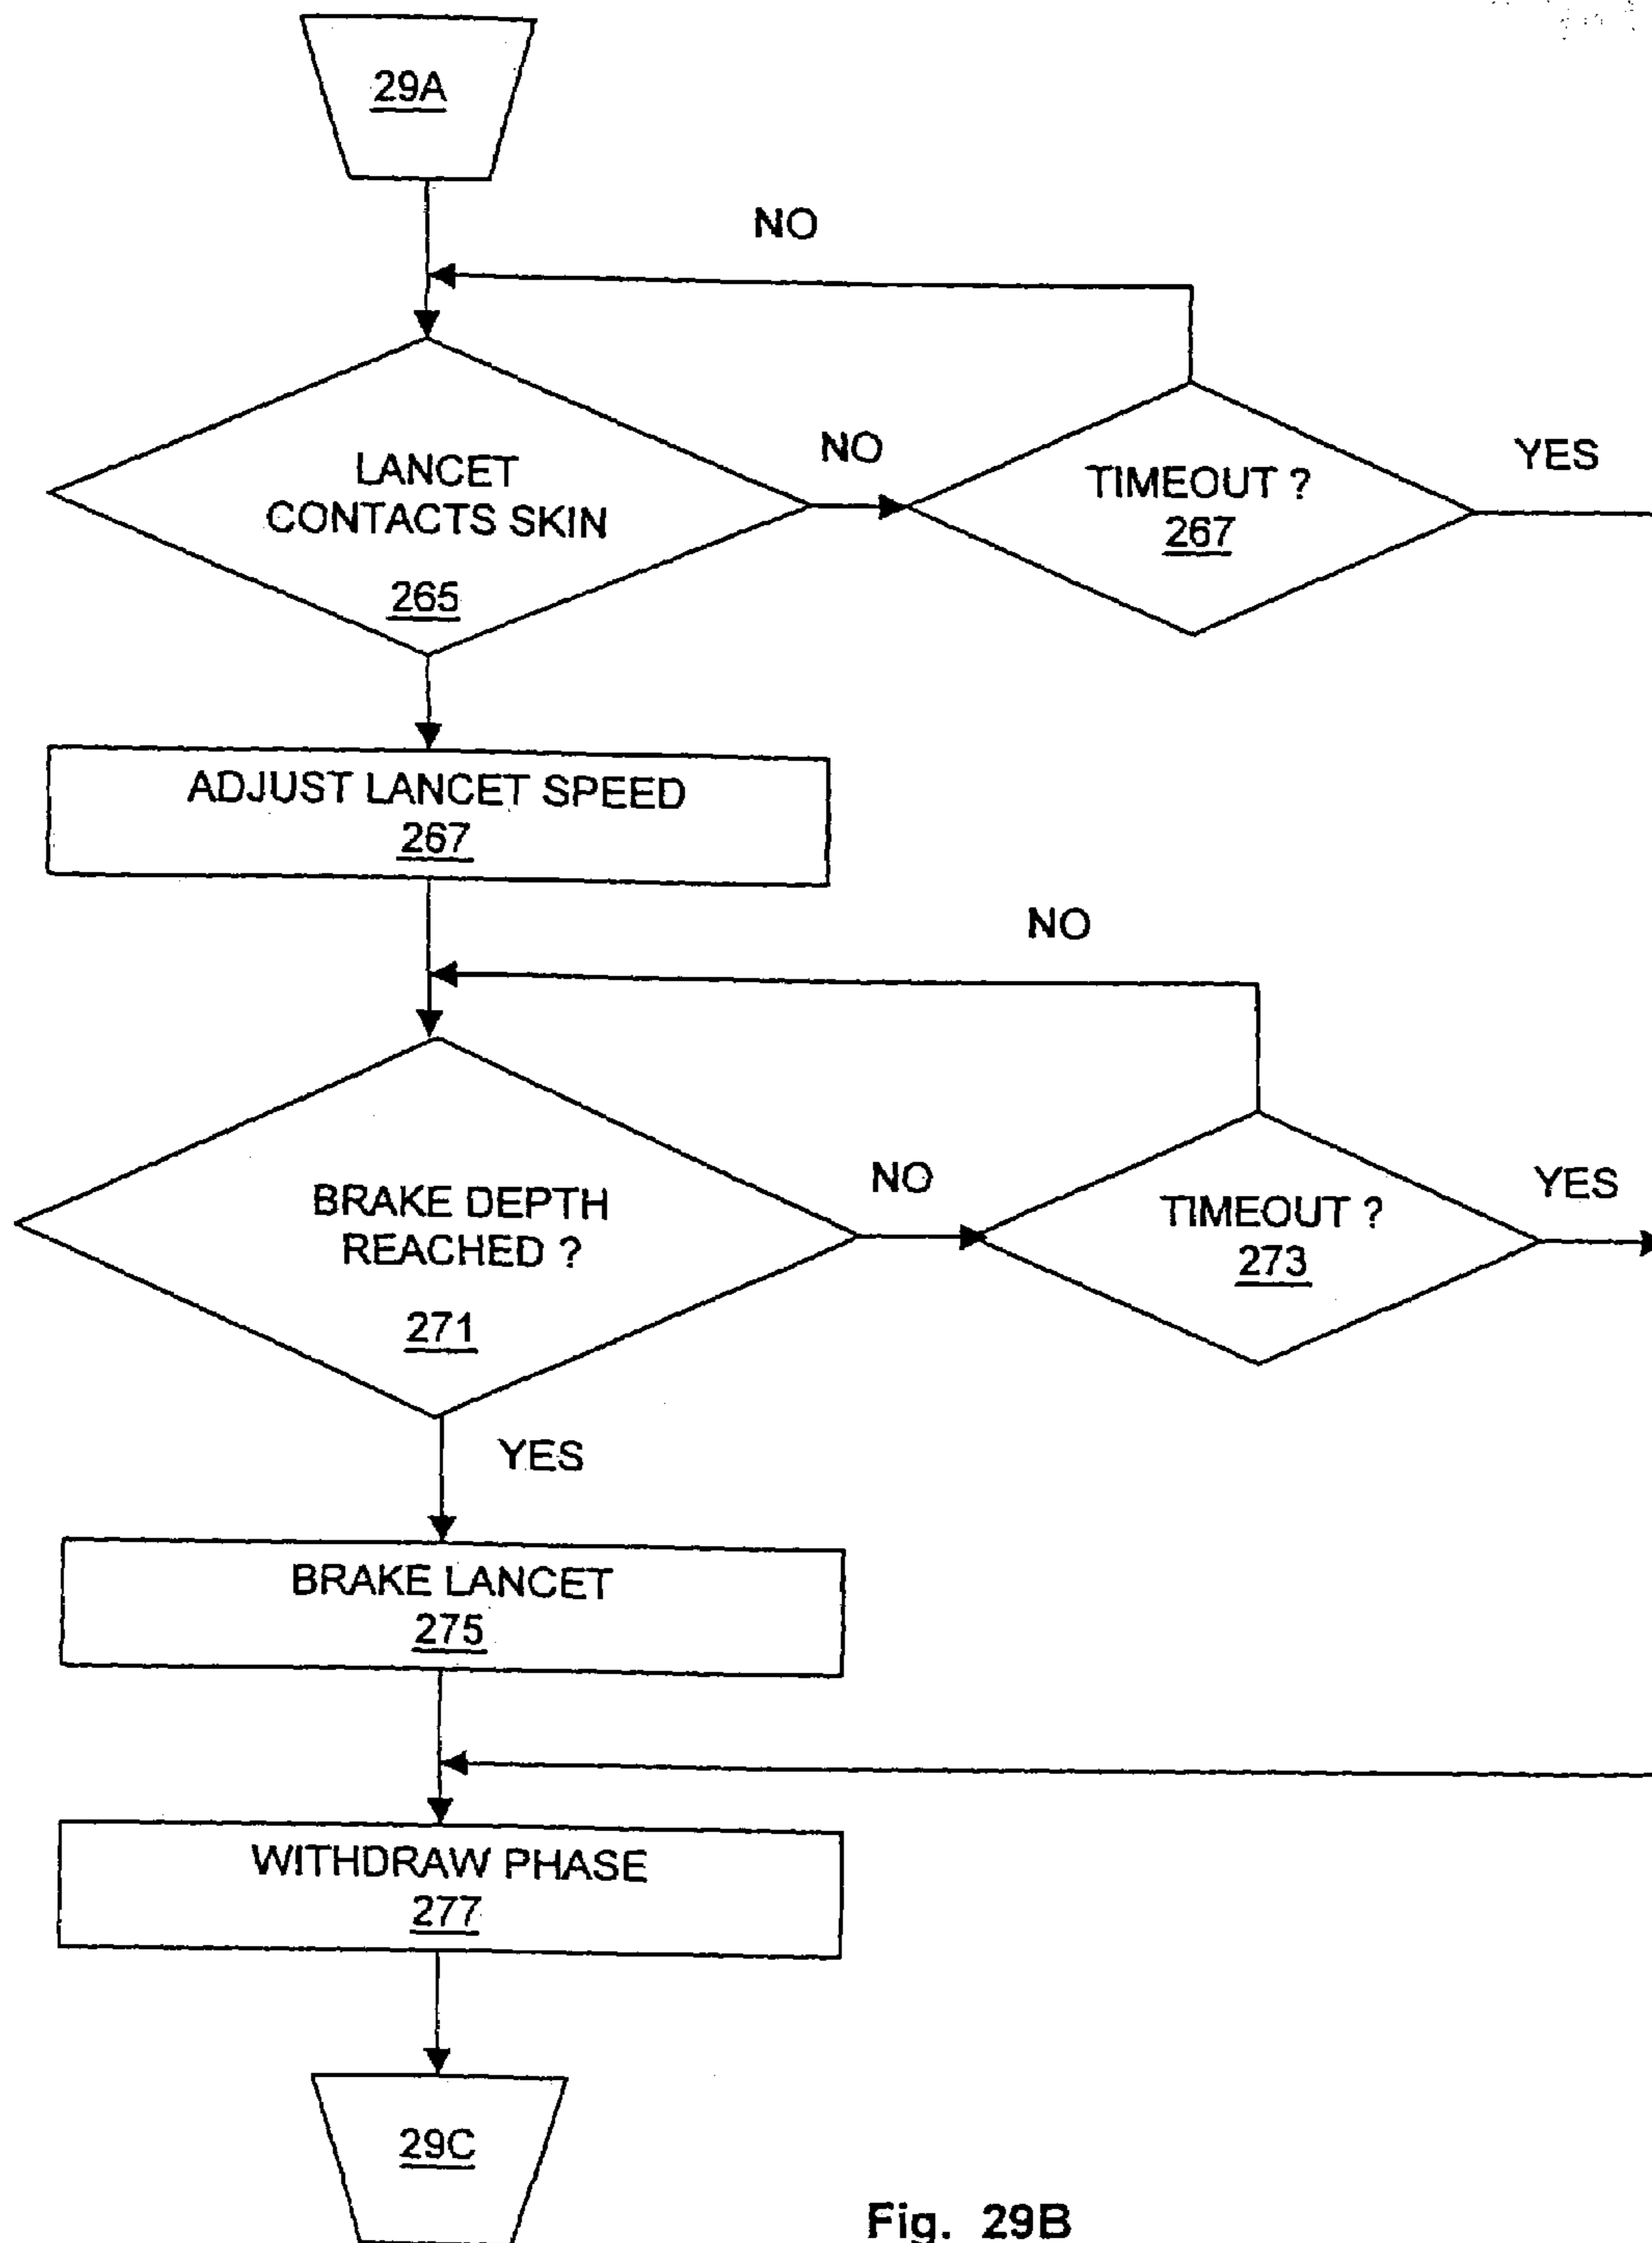 29A
NO
LANCET
CONTACTS SKIN
265
NO
TIMEOUT ?
267
YES
ADJUST LANCET SPEED
267
NO
BRAKE DEPTH
REACHED ?
271
NO
TIMEOUT ?
273
YES
YES
BRAKE LANCET
275
WITHDRAW PHASE
277
29C
Fig. 29B